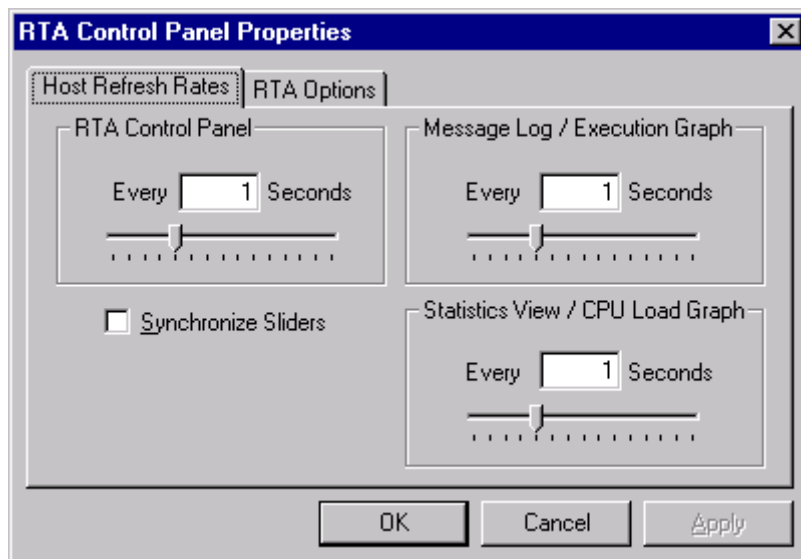 RTA Control Panel Properties
Host Refresh Rates
RTA Options
RTA Control Panel
Every 1 Seconds
Message Log / Execution Graph
Every 1 Seconds
Synchronize Sliders
Statistics View / CPU Load Graph
Every 1 Seconds
OK
Cancel
Apply